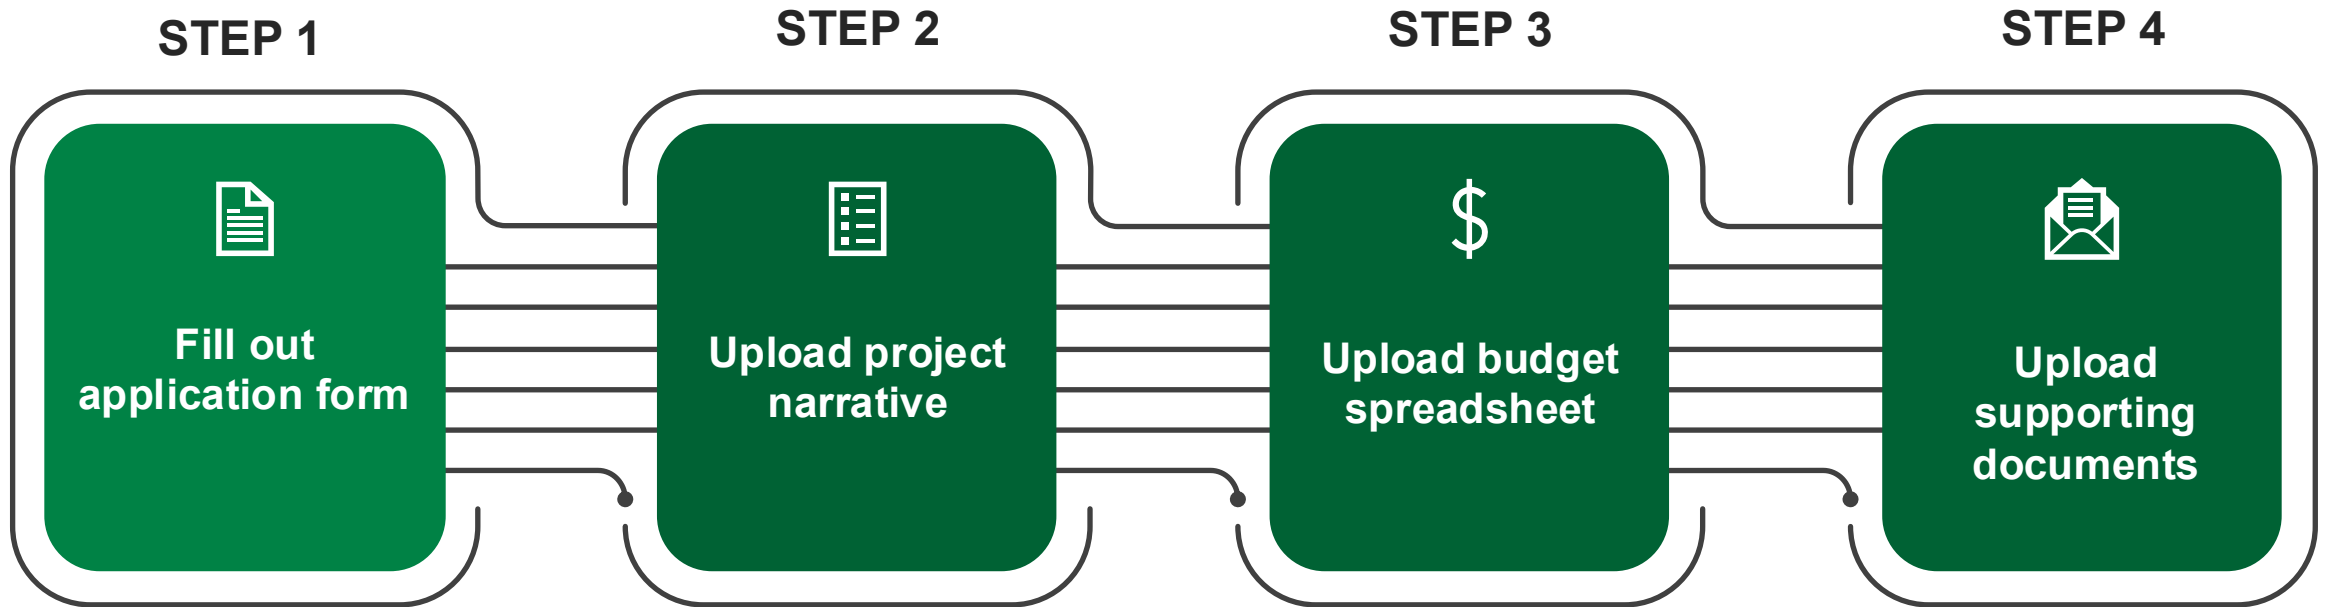 STEP 1
Fill out
application form
STEP 2
Upload project
narrative
STEP 3
$
Upload budget
spreadsheet
STEP 4
Upload
supporting
documents